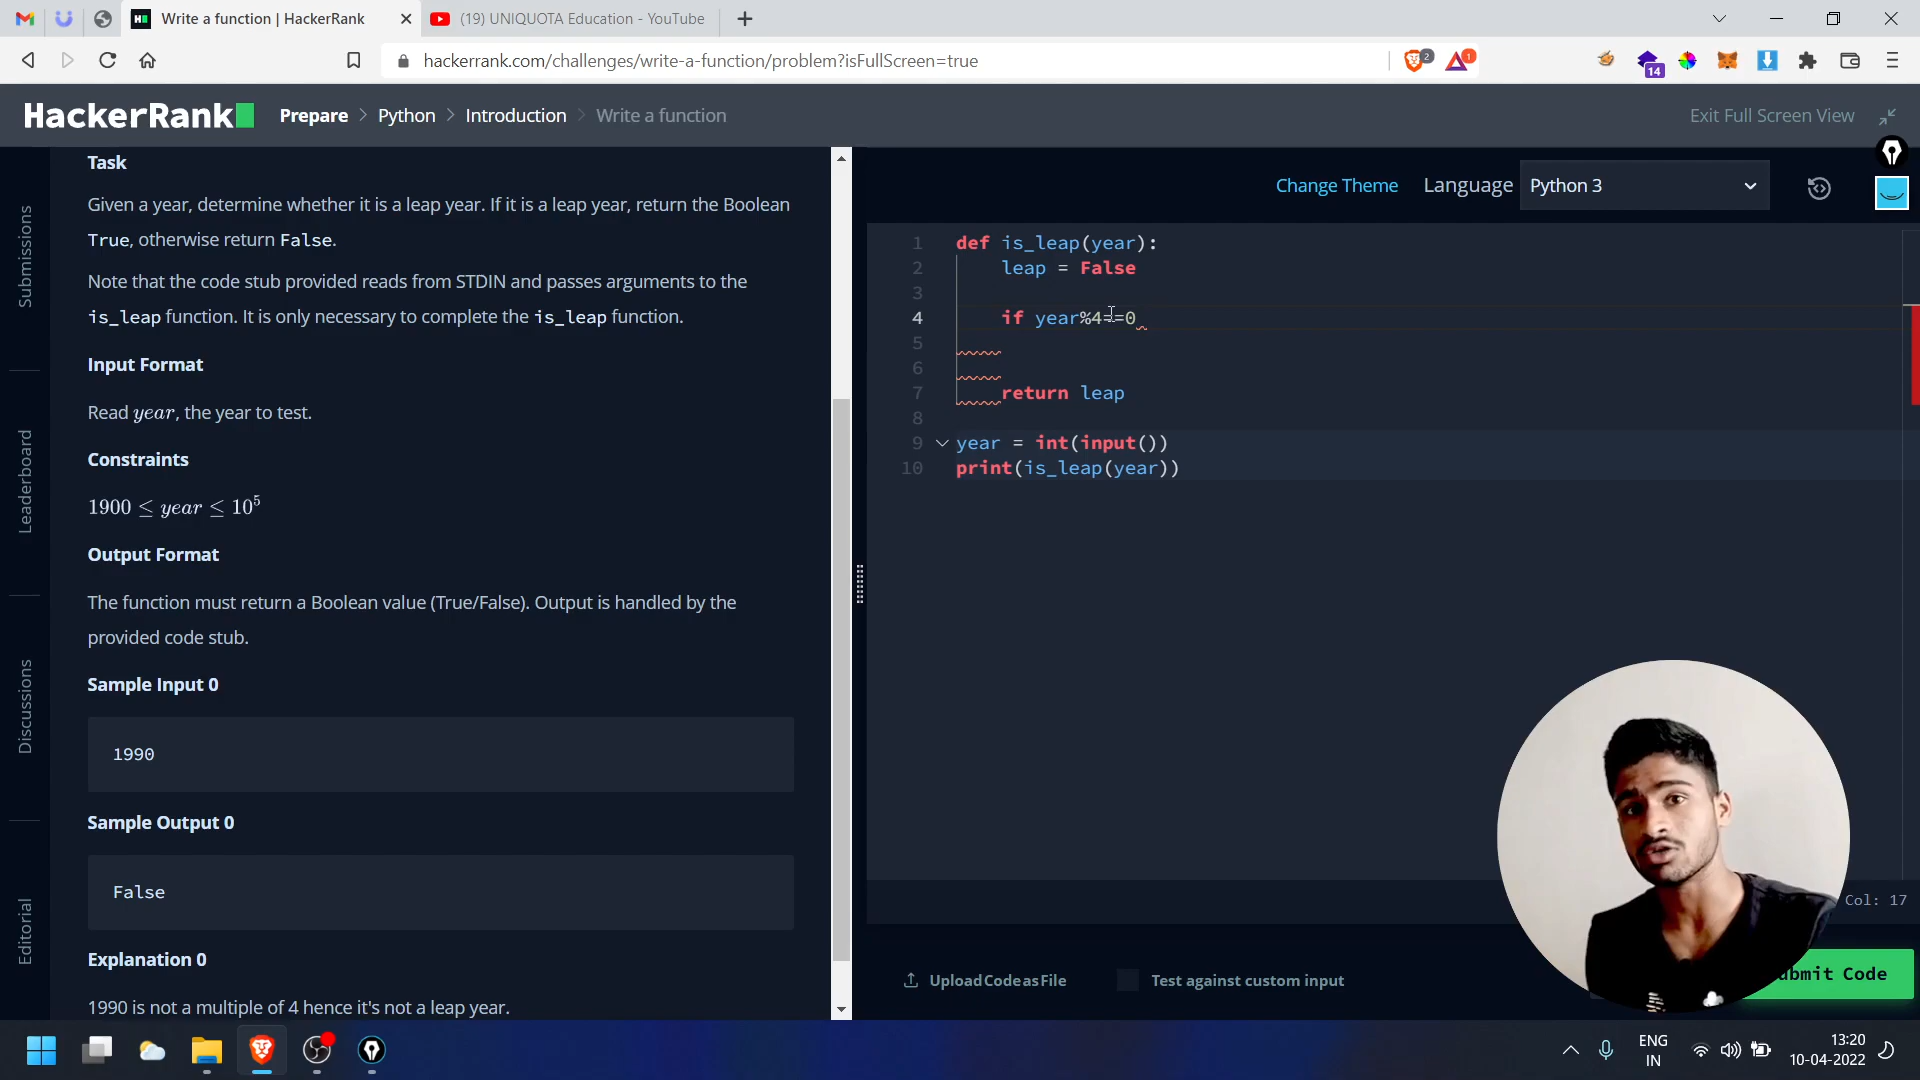 Write a function | HackerRank
(19) UNIQUOTA Education - YouTube
hackerrank.com/challenges/write-a-function/problem?isFullScreen=true
2
1
14
HackerRank
Prepare > Python > Introduction > Write a function
Exit Full Screen View
Submissions
Leaderboard
Discussions
Editorial
Task
Given a year, determine whether it is a leap year. If it is a leap year, return the Boolean
True, otherwise return False.
Note that the code stub provided reads from STDIN and passes arguments to the
is_leap function. It is only necessary to complete the is_leap function.
Input Format
Read year, the year to test.
Constraints
1900 ≤ year ≤ 10^5
Output Format
The function must return a Boolean value (True/False). Output is handled by the
provided code stub.
Sample Input 0
1990
Sample Output 0
False
Explanation 0
1990 is not a multiple of 4 hence it's not a leap year.
Change Theme
Language
Python 3
1 def is_leap(year):
2     leap = False
3
4     if year%4==0
5
6
7     return leap
8
9 year = int(input())
10 print(is_leap(year))
Col: 17
Upload Code as File
Test against custom input
ubmit Code
ENG
IN
13:20
10-04-2022